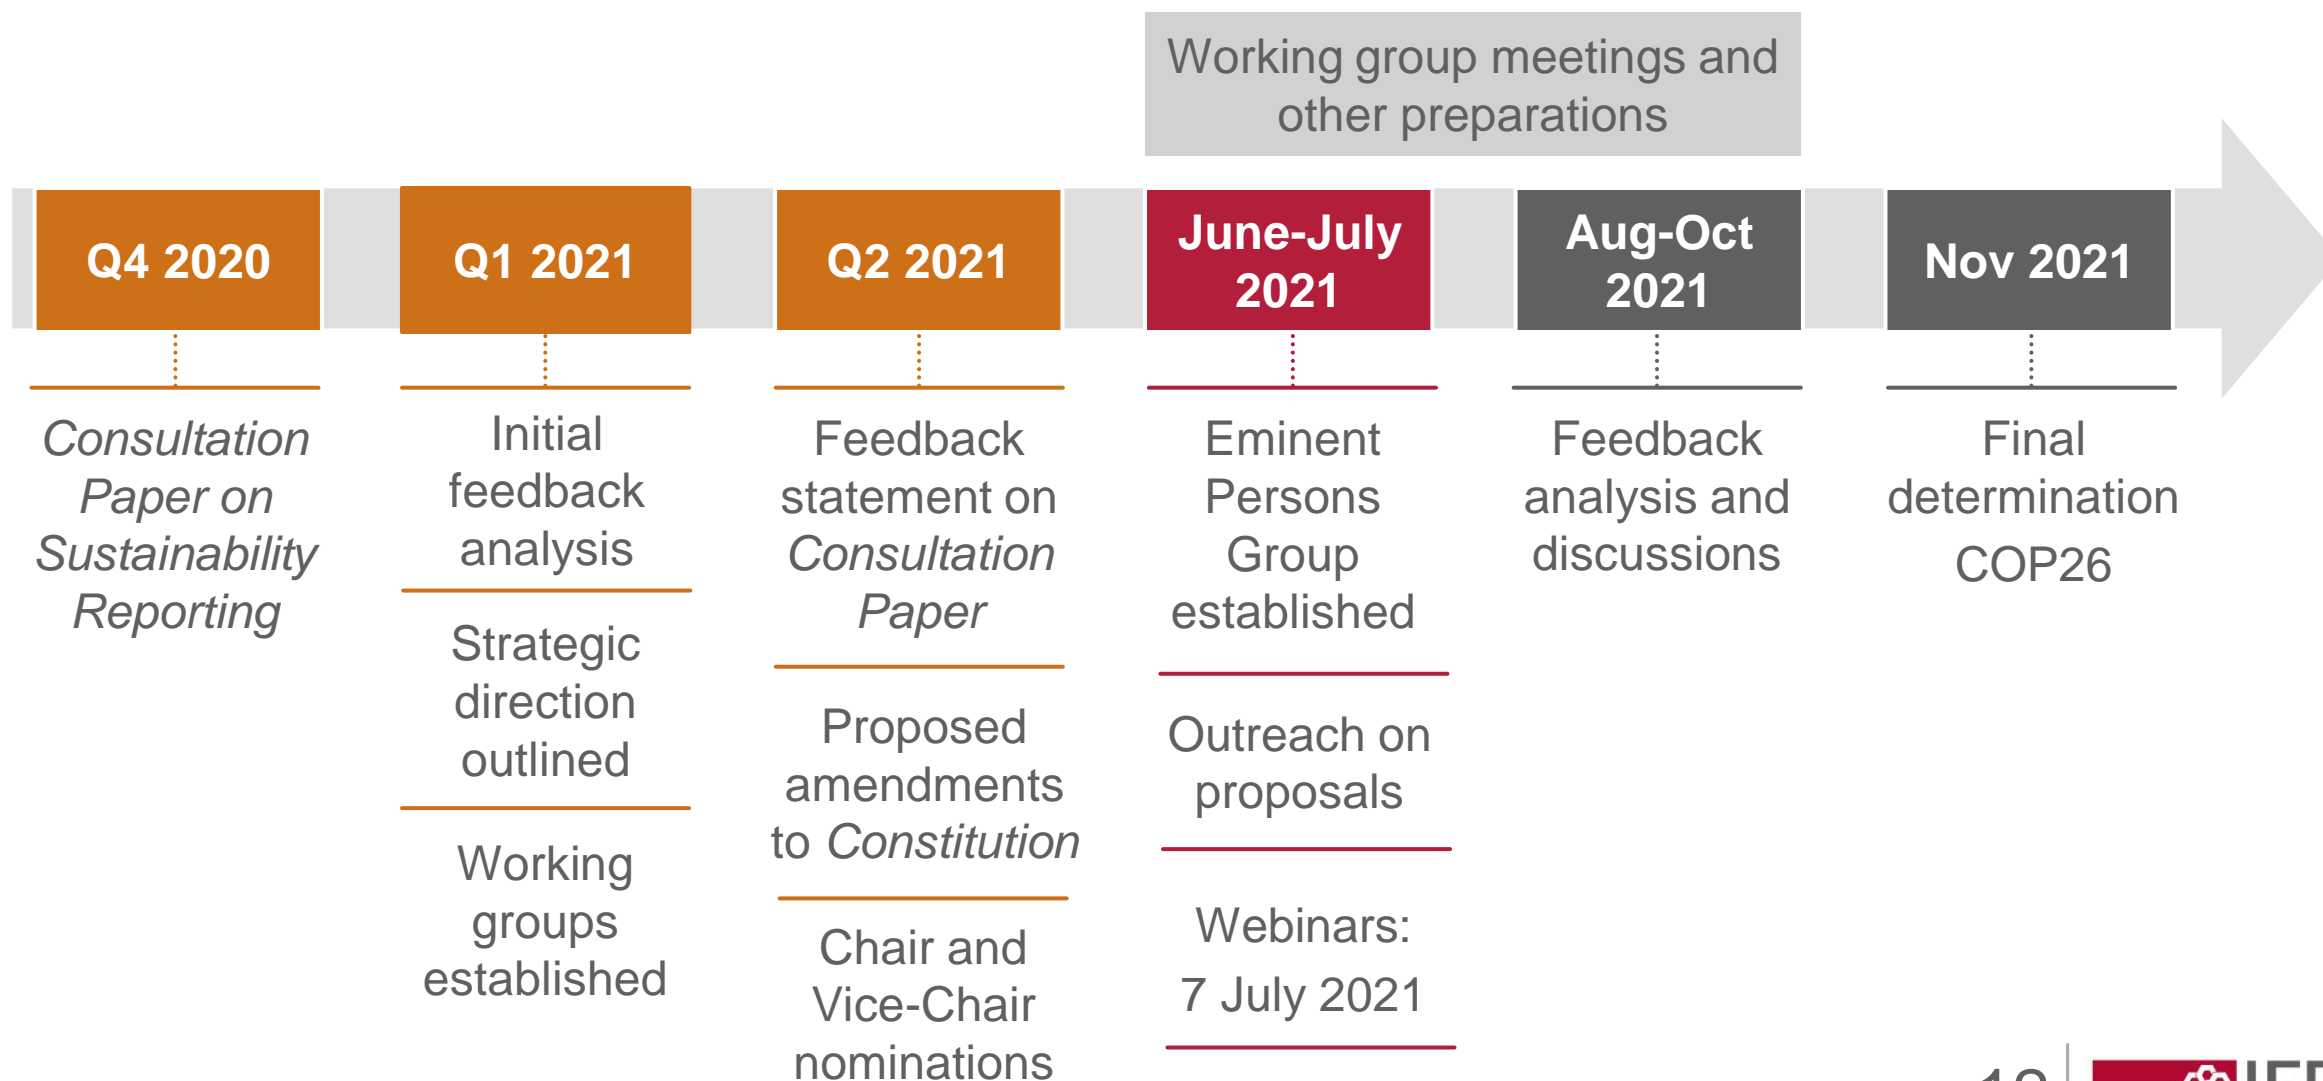 Working group meetings and
other preparations
Q4 2020
Q1 2021
Q2 2021
June-July
2021
Aug-Oct
2021
Nov 2021
Consultation
Paper on
Sustainability
Reporting
Initial
feedback
analysis
Strategic
direction
outlined
Working
groups
established
Feedback
statement on
Consultation
Paper
Proposed
amendments
to Constitution
Chair and
Vice-Chair
nominations
Eminent
Persons
Group
established
Outreach on
proposals
Webinars:
7 July 2021
Feedback
analysis and
discussions
Final
determination
COP26